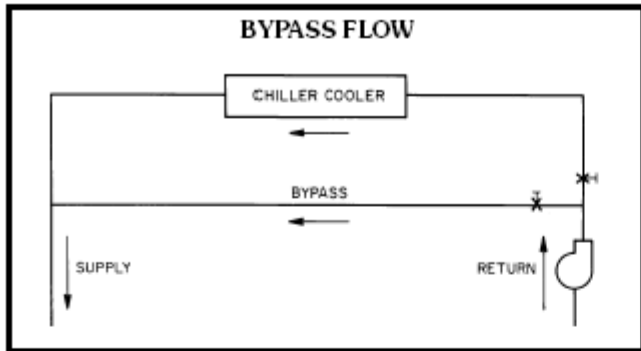 BYPASS FLOW
CHILLER COOLER
BYPASS
SUPPLY
RETURN